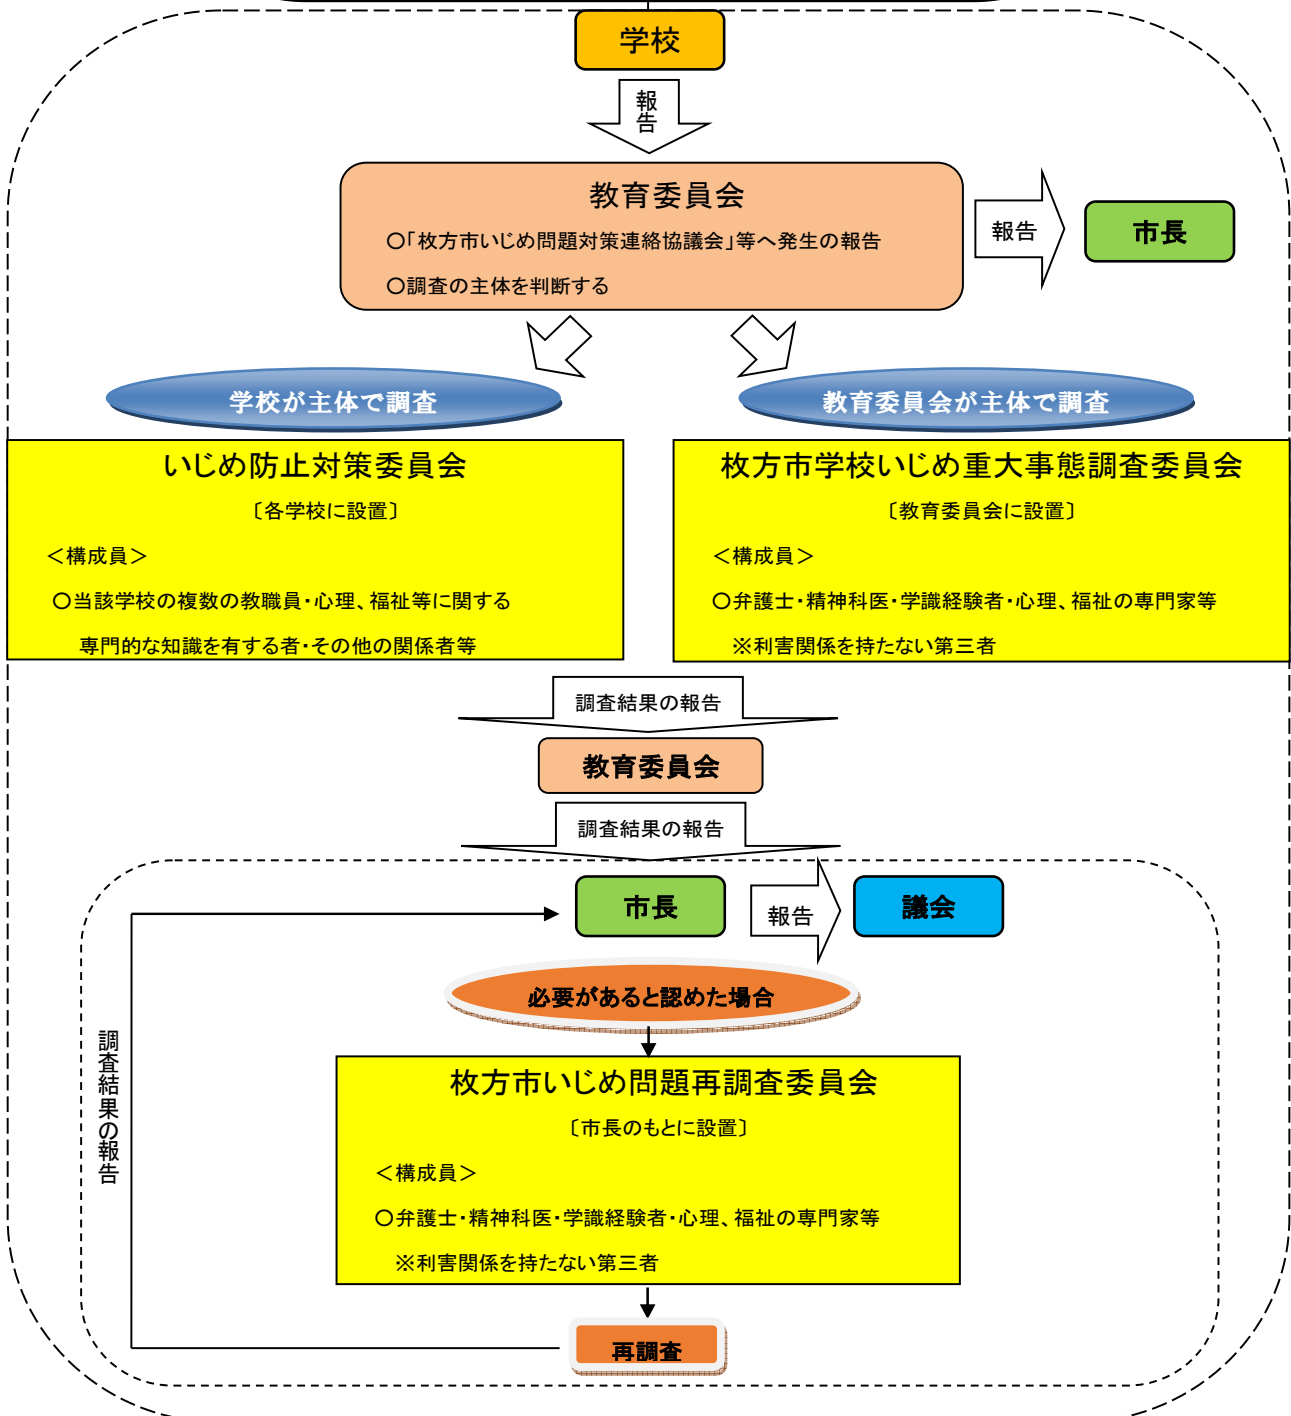 学校
報告
教育委員会
○「枚方市いじめ問題対策連絡協議会」等へ発生の報告
○調査の主体を判断する
報告
市長
学校が主体で調査
教育委員会が主体で調査
いじめ防止対策委員会
〔各学校に設置〕
＜構成員＞
○当該学校の複数の教職員・心理、福祉等に関する
専門的な知識を有する者・その他の関係者等
枚方市学校いじめ重大事態調査委員会
〔教育委員会に設置〕
＜構成員＞
○弁護士・精神科医・学識経験者・心理、福祉の専門家等
※利害関係を持たない第三者
調査結果の報告
教育委員会
調査結果の報告
市長
報告
議会
必要があると認めた場合
調査結果の報告
枚方市いじめ問題再調査委員会
〔市長のもとに設置〕
＜構成員＞
○弁護士・精神科医・学識経験者・心理、福祉の専門家等
※利害関係を持たない第三者
再調査